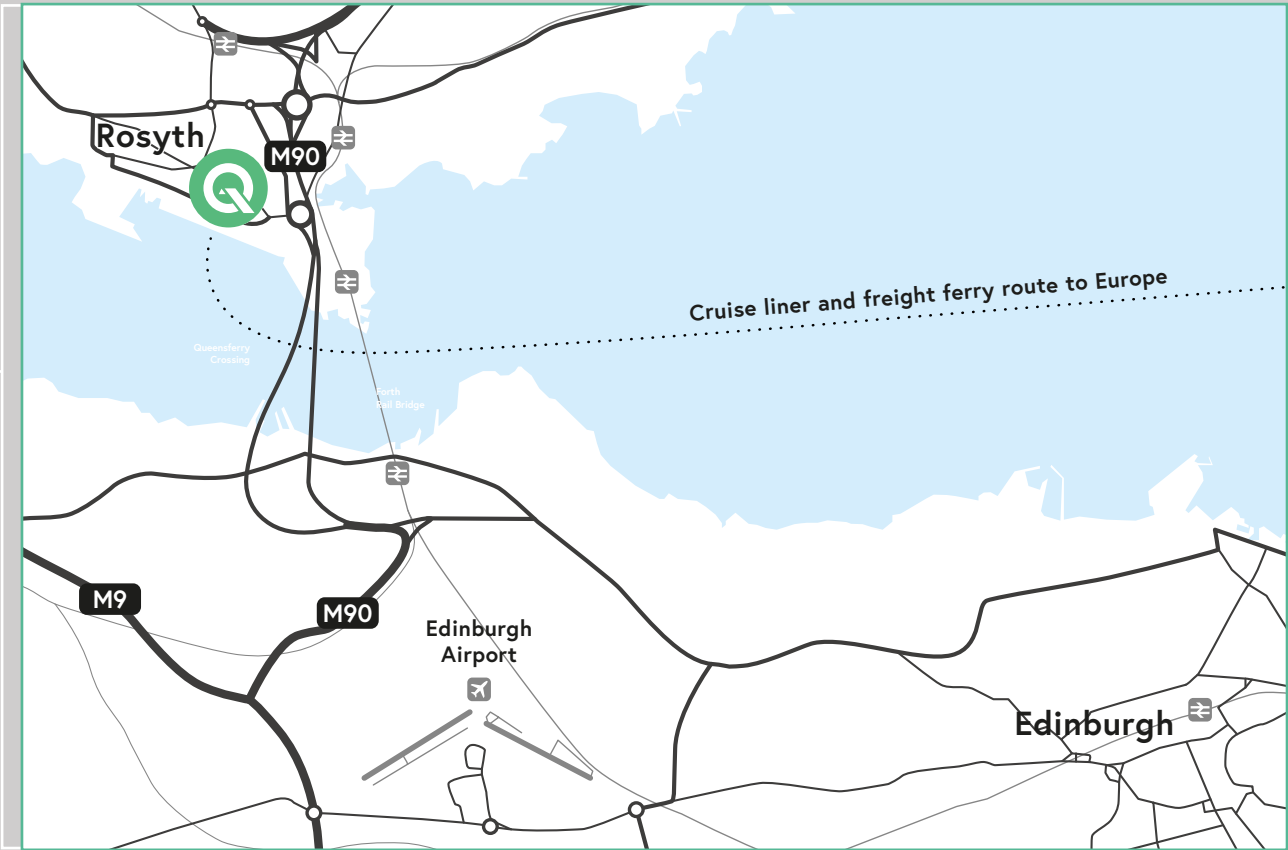 Rosyth
M90
Cruise liner and freight ferry route to Europe
Queensferry
Crossing
Forth
Rail Bridge
M9
M90
Edinburgh
Airport
Edinburgh